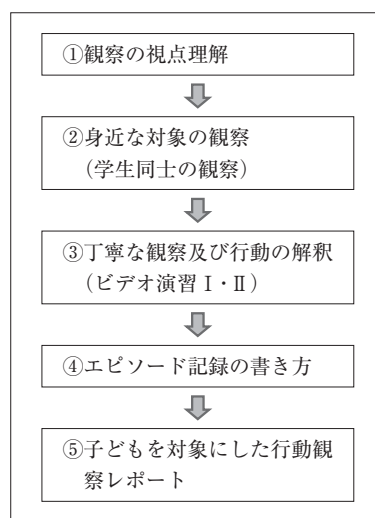 ①観察の視点理解
②身近な対象の観察
（学生同士の観察）
③丁寧な観察及び行動の解釈
（ビデオ演習Ⅰ・Ⅱ）
④エピソード記録の書き方
⑤子どもを対象にした行動観
察レポート